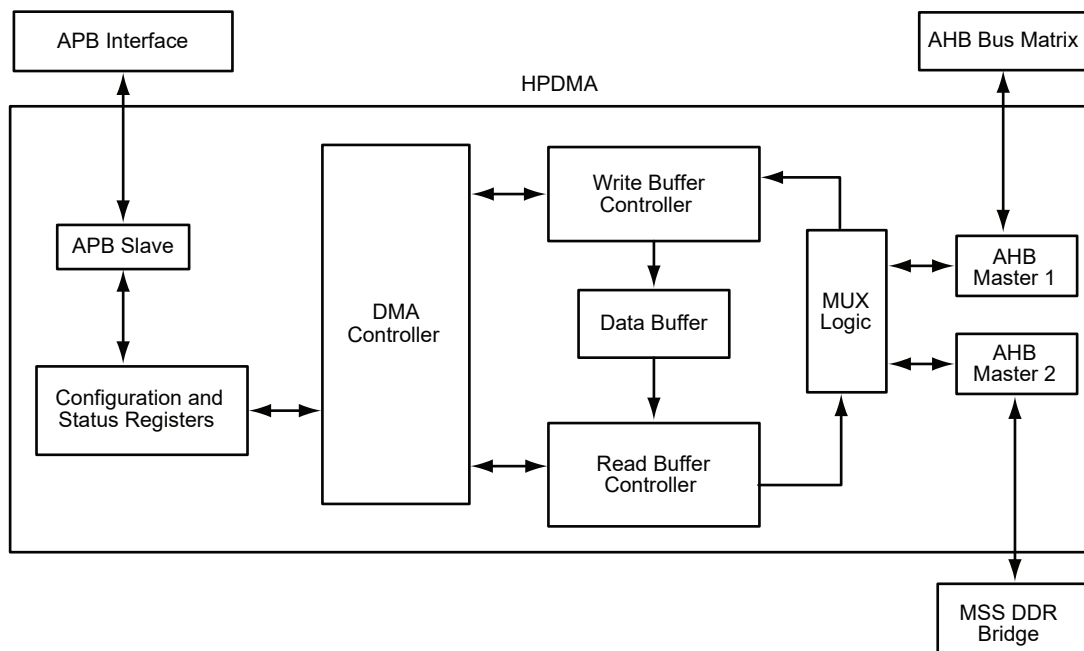 APB Interface
AHB Bus Matrix
HPDMA
Write Buffer
Controller
APB Slave
AHB
Master 1
DMA
Controller
Data Buffer
MUX
Logic
AHB
Master 2
Configuration and
Status Registers
Read Buffer
Controller
MSS DDR
Bridge